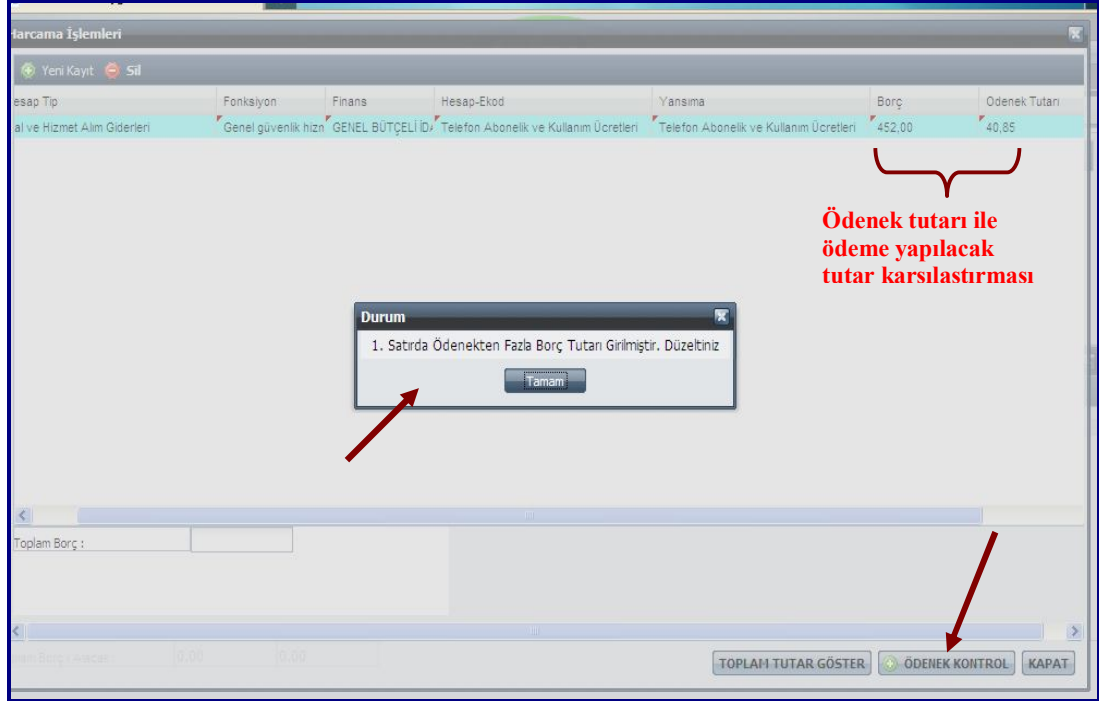 Harcama İşlemleri
Yeni Kayıt Sil
esap Tip Fonksiyon Finans Hesap-Ekod Yansıma Borç Odenek Tutarı
al ve Hizmet Alım Giderleri Genel güvenlik hizn GENEL BÜTÇELİ İD Telefon Abonelik ve Kullanım Ücretleri Telefon Abonelik ve Kullanım Ücretleri 452,00 40,85
Ödenek tutarı ile
ödeme yapılacak
tutar karsılastırması
Durum
1. Satırda Ödenekten Fazla Borç Tutarı Girilmiştir. Düzeltiniz
Tamam
Toplam Borç :
0,00 0,00
TOPLAM TUTAR GÖSTER ÖDENEK KONTROL KAPAT